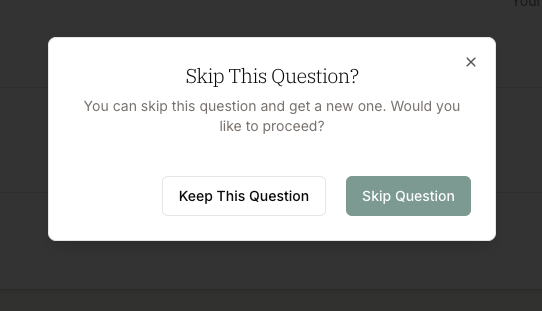 Skip This Question?
You can skip this question and get a new one. Would you
like to proceed?
Keep This Question
Skip Question